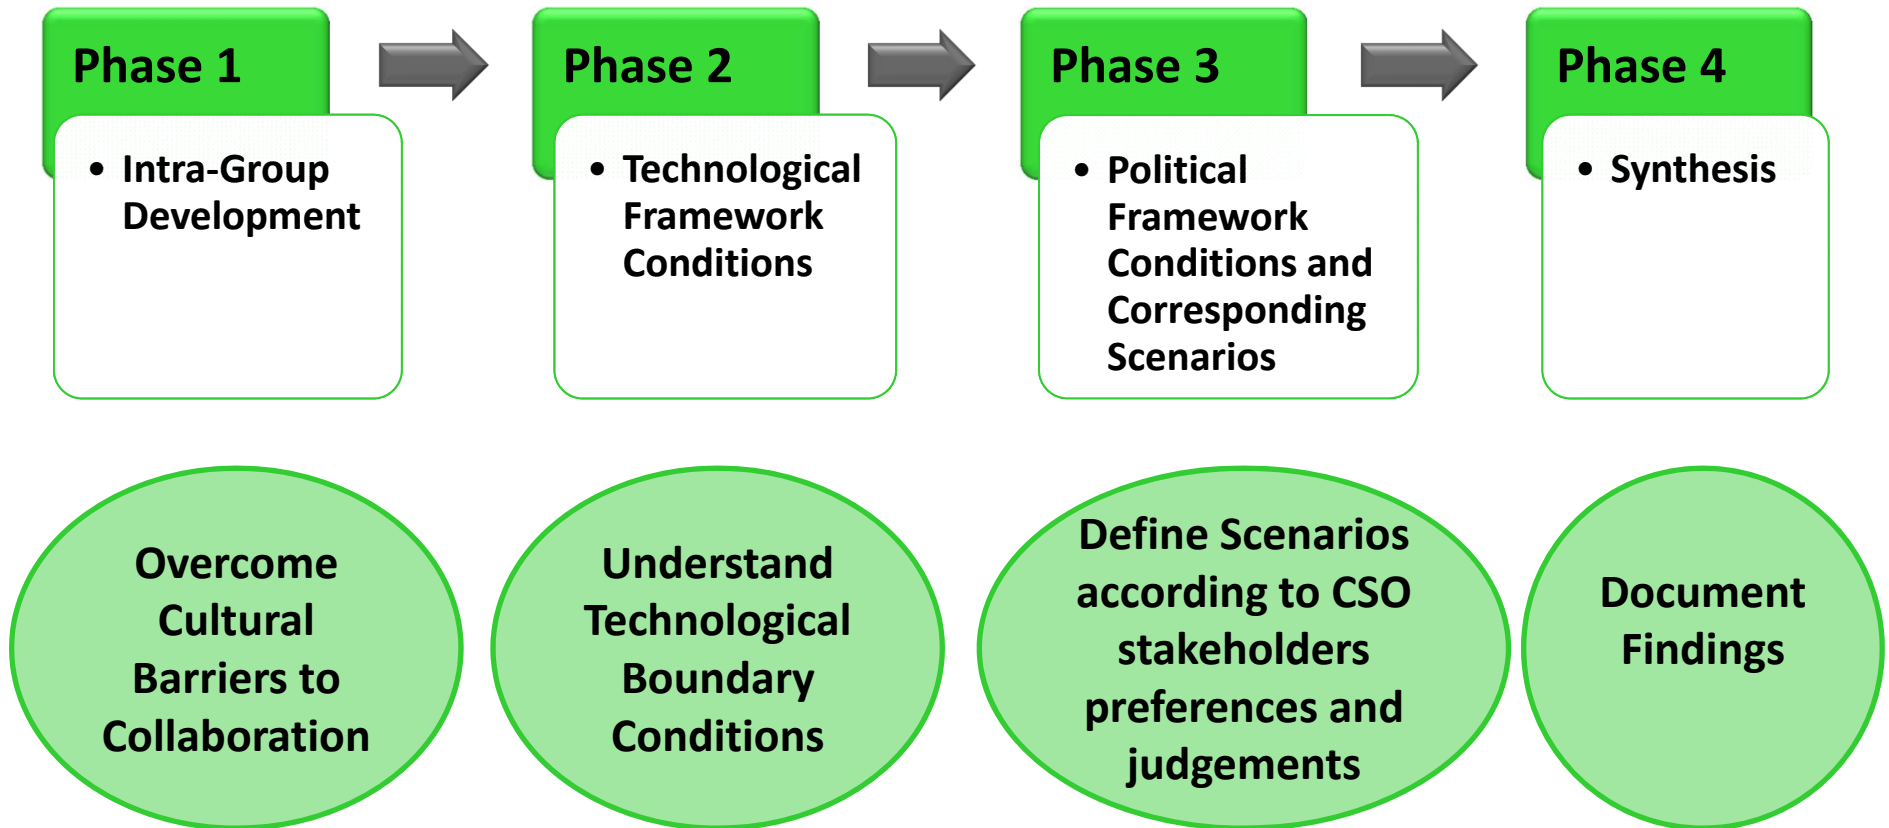 Phase 1
Phase 2
Phase 3
Phase 4
• Intra-Group
Development
• Technological
Framework
Conditions
• Political
Framework
Conditions and
Corresponding
Scenarios
• Synthesis
Overcome
Cultural
Barriers to
Collaboration
Understand
Technological
Boundary
Conditions
Define Scenarios
according to CSO
stakeholders
preferences and
judgements
Document
Findings